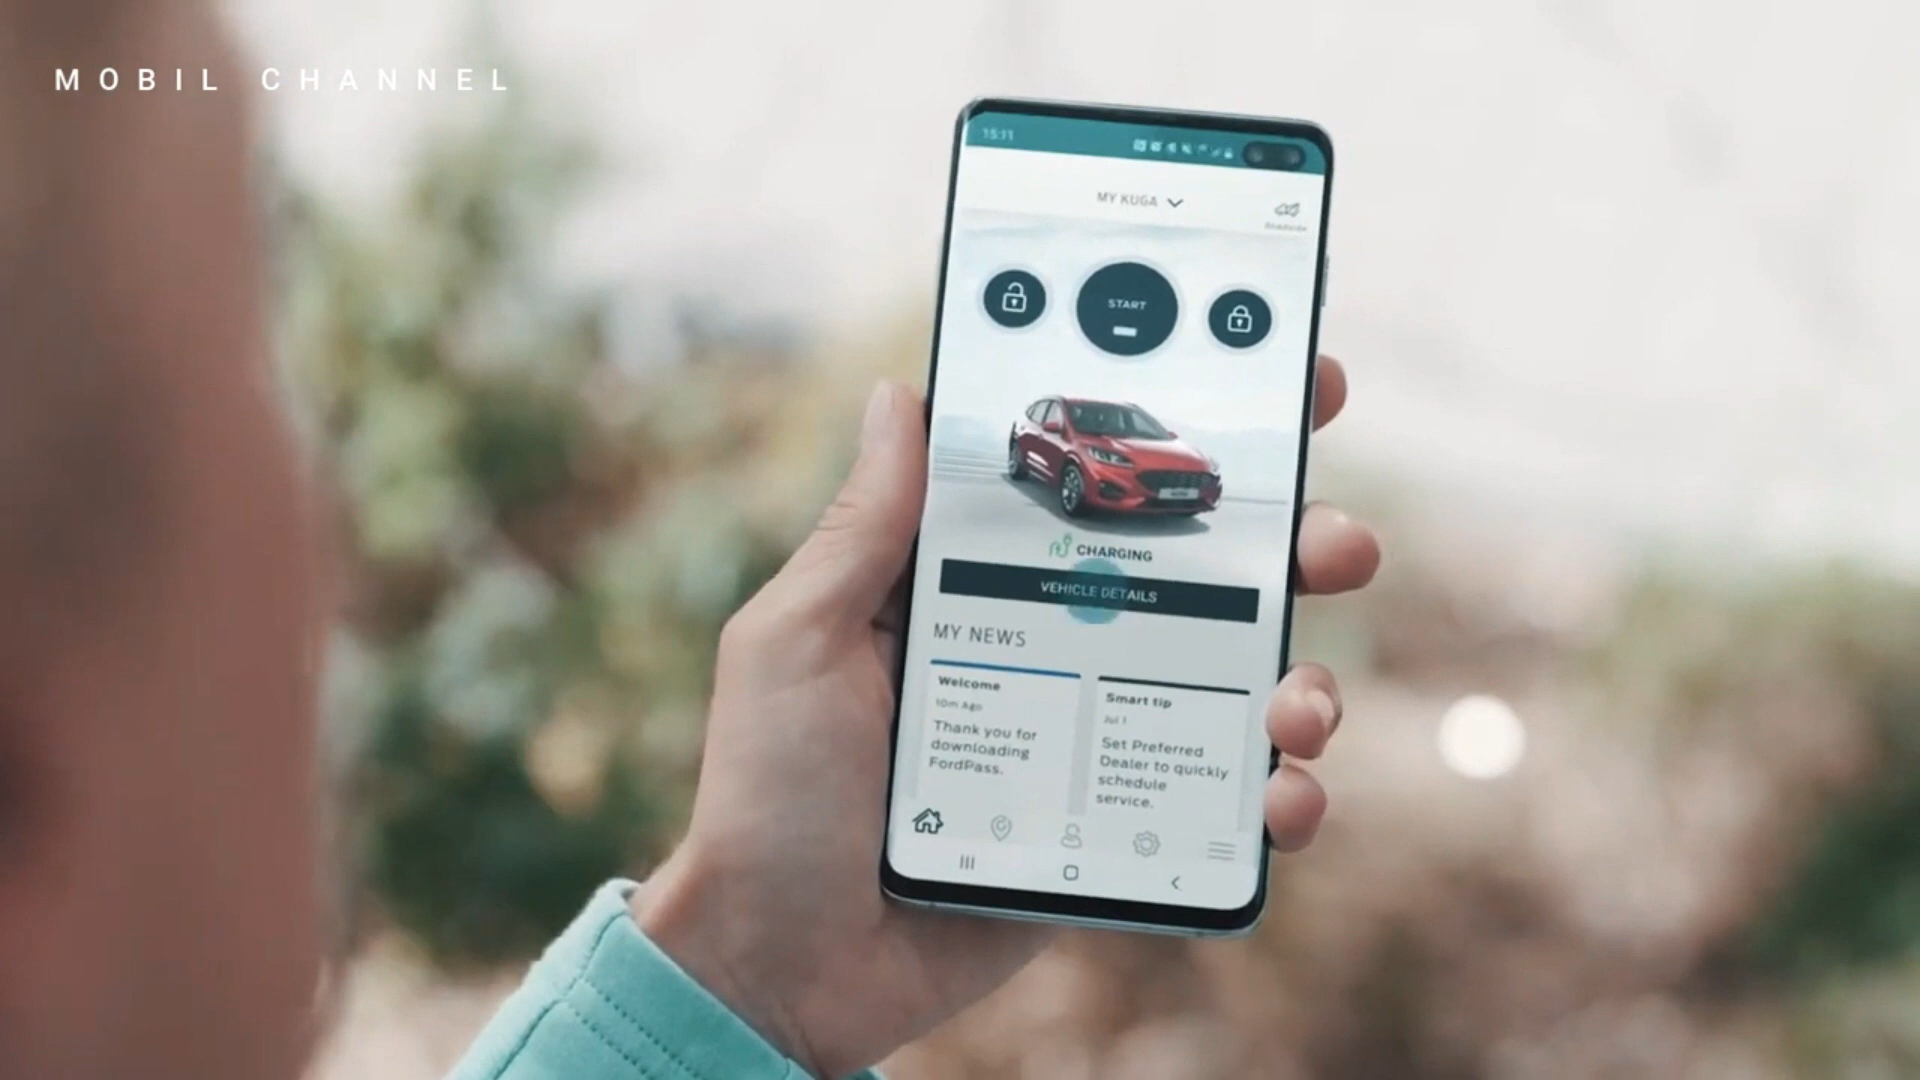 MOBIL CHANNEL
15:11
MY KUGA
Roadside
START
CHARGING
VEHICLE DETAILS
MY NEWS
Welcome
10m Ago
Thank you for
downloading
FordPass.
Smart tip
Jul 1
Set Preferred
Dealer to quickly
schedule
service.